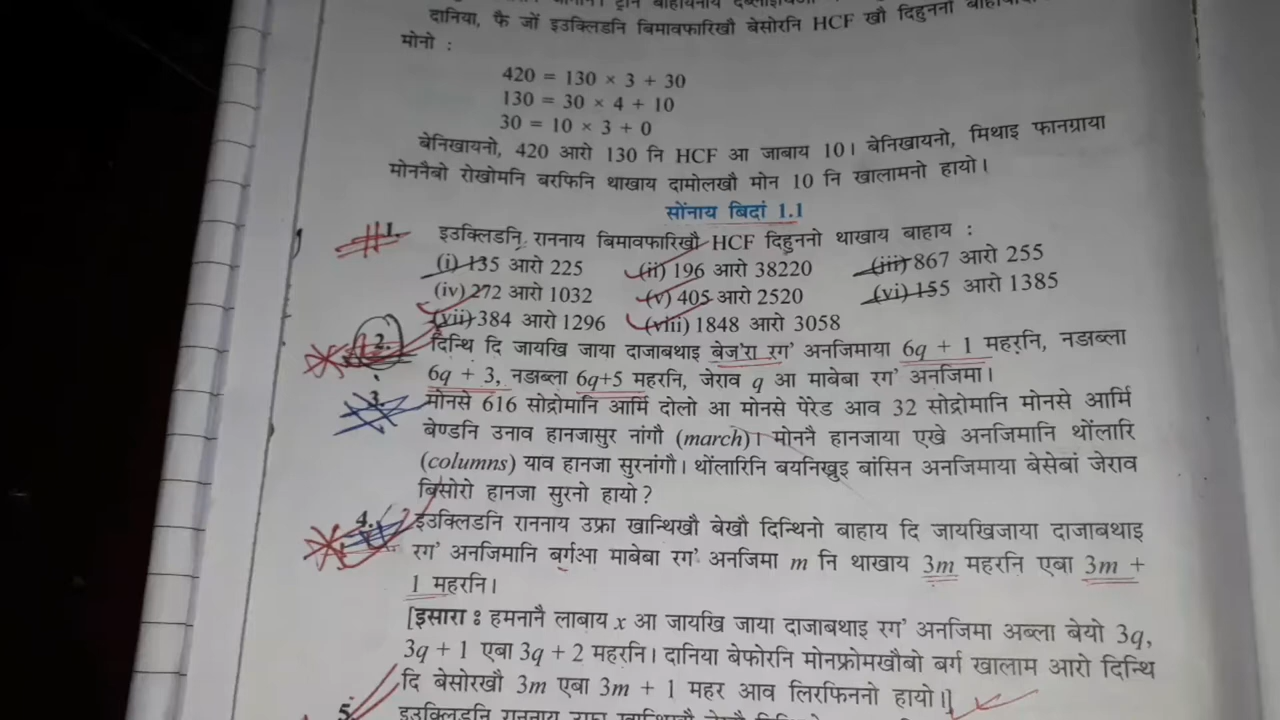 दानिया, फै जों इउक्लिडनि बिमावफारिखौ बेसोरनि HCF खौ दिहुननो
मोनो :
420 = 130 × 3 + 30
130 = 30 × 4 + 10
30 = 10 × 3 + 0
बेनिखायनो, 420 आरो 130 नि HCF आ जाबाय 10। बेनिखायनो, मिथाइ फानग्राया
मोननैबो रोखोमनि बरफिनि थाखाय दामोलखौ मोन 10 नि खालामनो हायो।
सोंनाय बिदां 1.1
1. इउक्लिडनि राननाय बिमावफारिखौ HCF दिहुननो थाखाय बाहाय :
(i) 135 आरो 225 (ii) 196 आरो 38220 (iii) 867 आरो 255
(iv) 272 आरो 1032 (v) 405 आरो 2520 (vi) 155 आरो 1385
(vii) 384 आरो 1296 (viii) 1848 आरो 3058
2. दिन्थि दि जायखि जाया दाजाबथाइ बेज'रा रग' अनजिमाया 6q + 1 महरनि, नङाब्ला
6q + 3, नङाब्ला 6q+5 महरनि, जेराव q आ माबेबा रग' अनजिमा।
3. मोनसे 616 सोद्रोमानि आर्मि दोलो आ मोनसे पेरेड आव 32 सोद्रोमानि मोनसे आर्मि
बेण्डनि उनाव हानजासुर नांगौ (march)। मोननै हानजाया एखे अनजिमानि थोंलारि
(columns) याव हानजा सुरनांगौ। थोंलारिनि बयनिख्रुइ बांसिन अनजिमाया बेसेबां जेराव
बिसोरो हानजा सुरनो हायो ?
4. इउक्लिडनि राननाय उफ्रा खान्थिखौ बेखौ दिन्थिनो बाहाय दि जायखिजाया दाजाबथाइ
रग' अनजिमानि बर्गआ माबेबा रग' अनजिमा m नि थाखाय 3m महरनि एबा 3m +
1 महरनि।
[इसारा : हमनानै लाबाय x आ जायखि जाया दाजाबथाइ रग' अनजिमा अब्ला बेयो 3q,
3q + 1 एबा 3q + 2 महरनि। दानिया बेफोरनि मोनफ्रोमखौबो बर्ग खालाम आरो दिन्थि
दि बेसोरखौ 3m एबा 3m + 1 महर आव लिरफिननो हायो।]
5. इउक्लिडनि राननाय